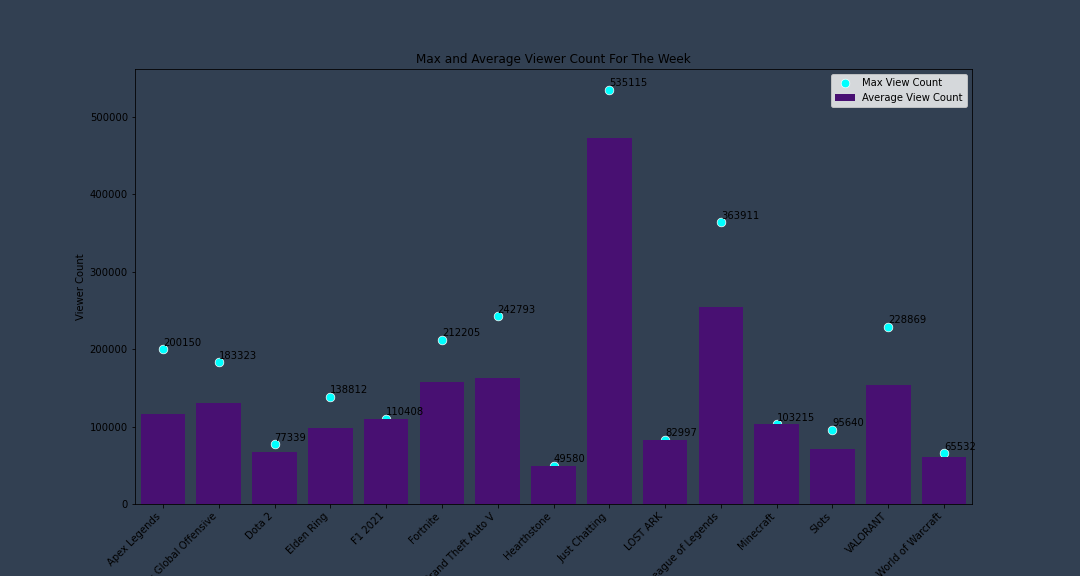 Max and Average Viewer Count For The Week
Max View Count
Average View Count
Viewer Count
500000
400000
300000
200000
100000
0
200150
183323
77339
138812
110408
212205
242793
49580
535115
82997
363911
103215
95640
228869
65532
Apex Legends
Global Offensive
Dota 2
Elden Ring
F1 2021
Fortnite
rand Theft Auto V
Hearthstone
Just Chatting
LOST ARK
eague of Legends
Minecraft
Slots
VALORANT
World of Warcraft